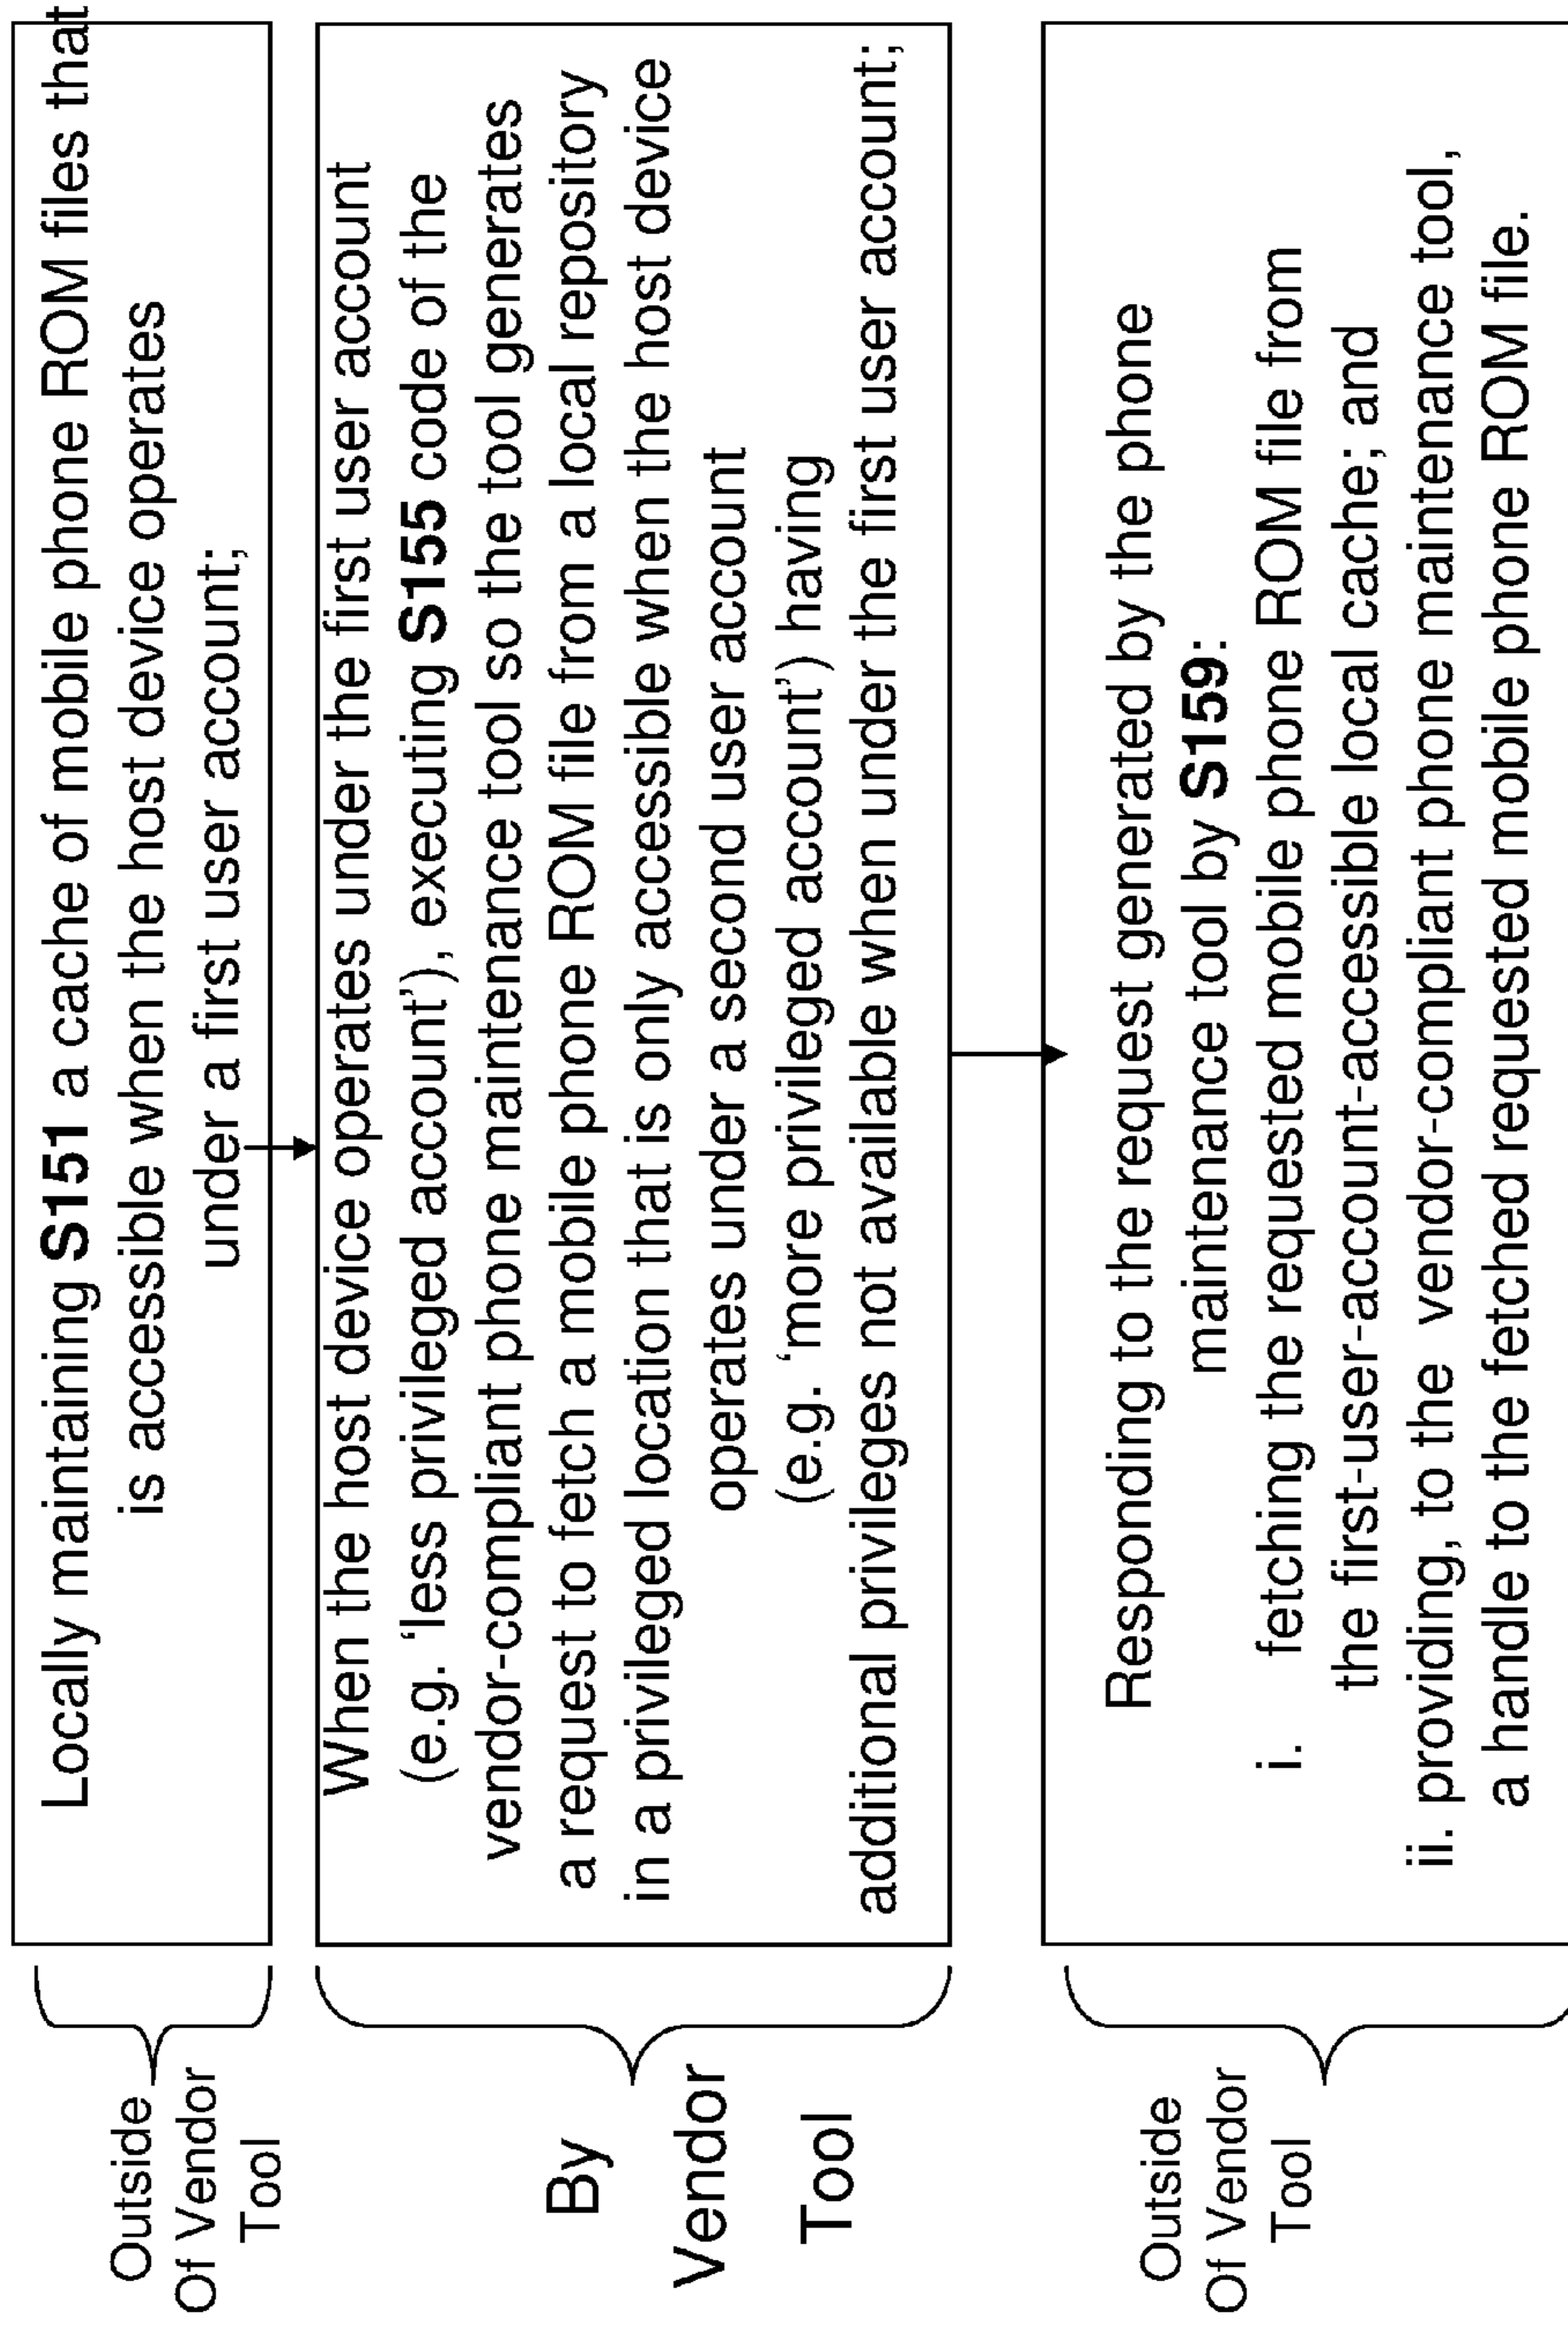 Outside
Of Vendor
Tool
Locally maintaining S151 a cache of mobile phone ROM files that
is accessible when the host device operates
under a first user account;
By
Vendor
Tool
When the host device operates under the first user account
(e.g. ‘less privileged account’), executing S155 code of the
vendor-compliant phone maintenance tool so the tool generates
a request to fetch a mobile phone ROM file from a local repository
in a privileged location that is only accessible when the host device
operates under a second user account
(e.g. ‘more privileged account’) having
additional privileges not available when under the first user account;
Outside
Of Vendor
Tool
Responding to the request generated by the phone
maintenance tool by S159:
i. fetching the requested mobile phone ROM file from
the first-user-account-accessible local cache; and
ii. providing, to the vendor-compliant phone maintenance tool,
a handle to the fetched requested mobile phone ROM file.